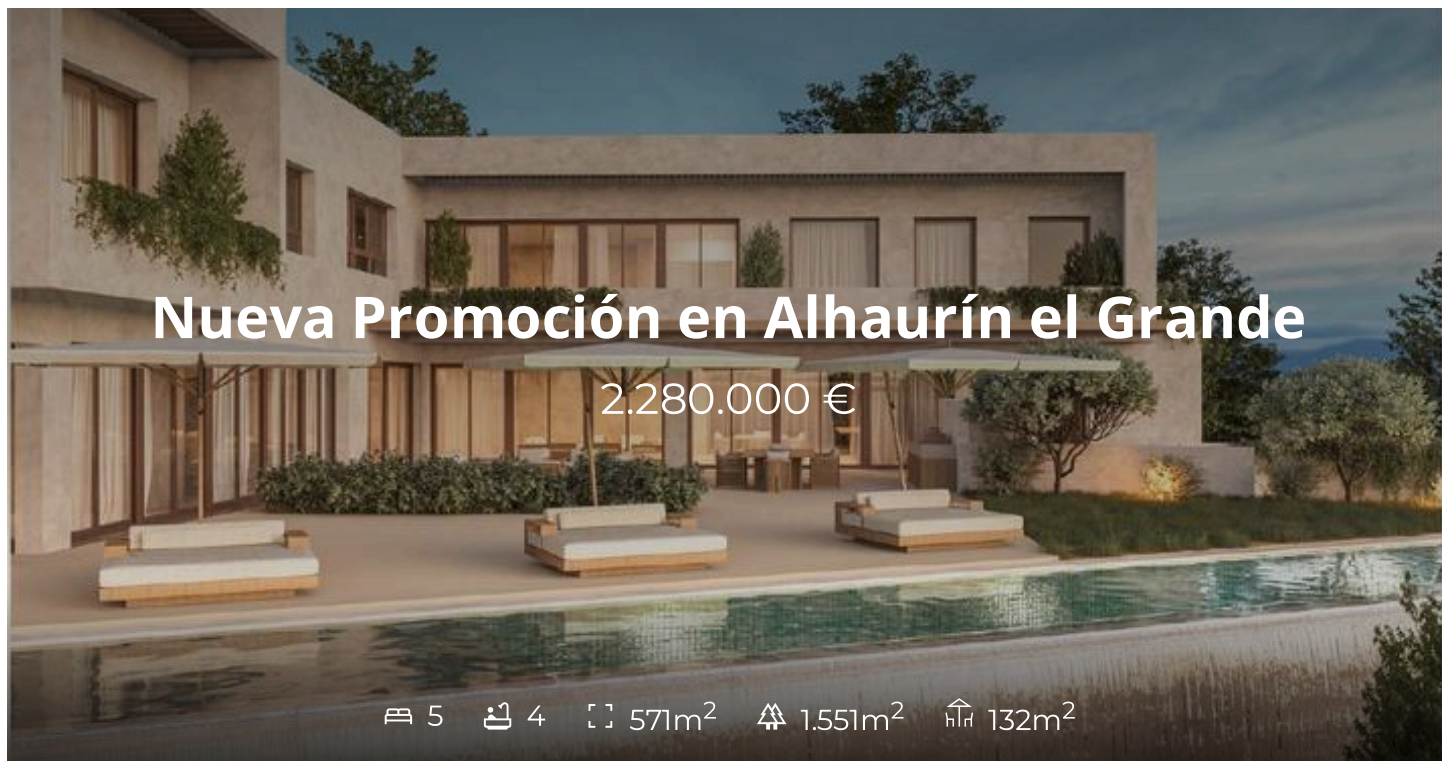 Nueva Promoción en Alhaurín el Grande
2.280.000 €
5 4 571m² 1.551m² 132m²